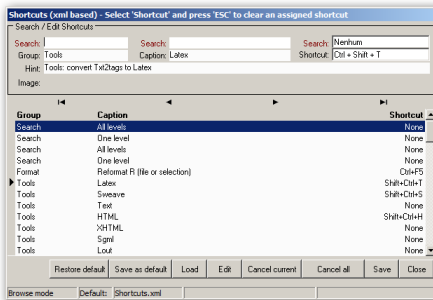 Shortcuts (xml based) - Select 'Shortcut' and press 'ESC' to clear an assigned shortcut
Search / Edit Shortcuts
Search: Search: Search: Nenhum
Group: Tools Caption: Latex Shortcut: Ctrl + Shift + T
Hint: Tools: convert Txt2tags to Latex
Image:
Group Caption Shortcut
Search All levels None
Search One level None
Search All levels None
Search One level None
Format Reformat R (file or selection) Ctrl+F5
Tools Latex Shift+Ctrl+T
Tools Sweave Shift+Ctrl+S
Tools Text None
Tools HTML Shift+Ctrl+H
Tools XHTML None
Tools Sgml None
Tools Lout None
Restore default Save as default Load Edit Cancel current Cancel all Save Close
Browse mode Default: Shortcuts.xml